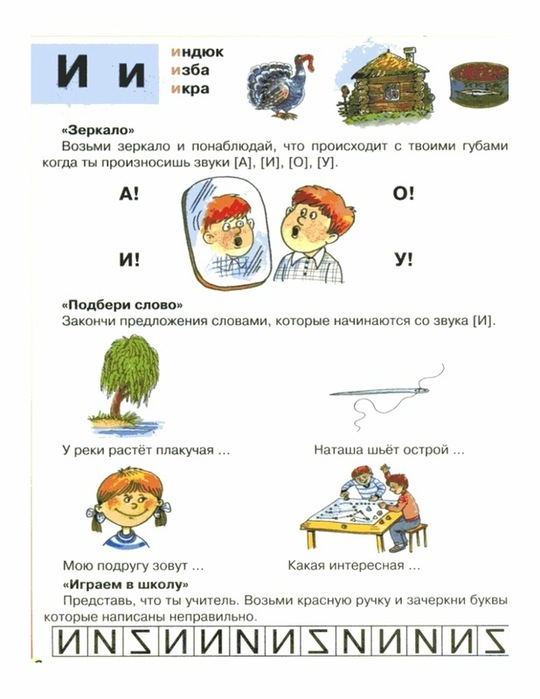 И и
индюк
изба
икра
«Зеркало»
Возьми зеркало и понаблюдай, что происходит с твоими губами
когда ты произносишь звуки [А], [И], [О], [У].
А! О!
И! У!
«Подбери слово»
Закончи предложения словами, которые начинаются со звука [И].
У реки растёт плакучая ... Наташа шьёт острой ...
Мою подругу зовут ... Какая интересная ...
«Играем в школу»
Представь, что ты учитель. Возьми красную ручку и зачеркни буквы
которые написаны неправильно.
И N Z И И N И И Z N И N И Z